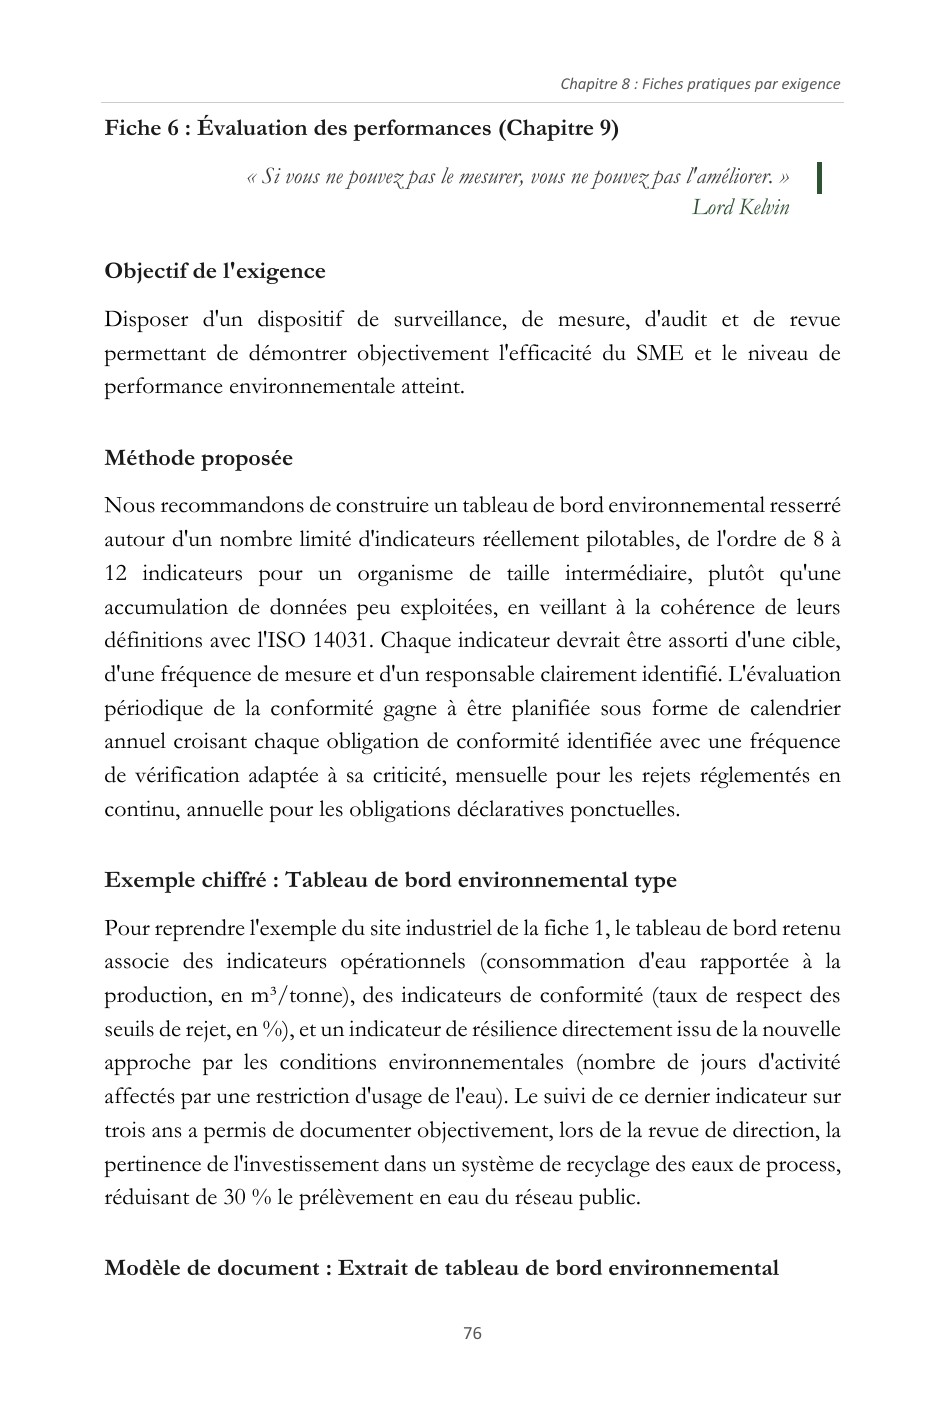 Chapitre 8 : Fiches pratiques par exigence
Fiche 6 : Évaluation des performances (Chapitre 9)
« Si vous ne pouvez pas le mesurer, vous ne pouvez pas l'améliorer. »
Lord Kelvin
Objectif de l'exigence
Disposer d'un dispositif de surveillance, de mesure, d'audit et de revue
permettant de démontrer objectivement l'efficacité du SME et le niveau de
performance environnementale atteint.
Méthode proposée
Nous recommandons de construire un tableau de bord environnemental resserré
autour d'un nombre limité d'indicateurs réellement pilotables, de l'ordre de 8 à
12 indicateurs pour un organisme de taille intermédiaire, plutôt qu'une
accumulation de données peu exploitées, en veillant à la cohérence de leurs
définitions avec l'ISO 14031. Chaque indicateur devrait être assorti d'une cible,
d'une fréquence de mesure et d'un responsable clairement identifié. L'évaluation
périodique de la conformité gagne à être planifiée sous forme de calendrier
annuel croisant chaque obligation de conformité identifiée avec une fréquence
de vérification adaptée à sa criticité, mensuelle pour les rejets réglementés en
continu, annuelle pour les obligations déclaratives ponctuelles.
Exemple chiffré : Tableau de bord environnemental type
Pour reprendre l'exemple du site industriel de la fiche 1, le tableau de bord retenu
associe des indicateurs opérationnels (consommation d'eau rapportée à la
production, en m³/tonne), des indicateurs de conformité (taux de respect des
seuils de rejet, en %), et un indicateur de résilience directement issu de la nouvelle
approche par les conditions environnementales (nombre de jours d'activité
affectés par une restriction d'usage de l'eau). Le suivi de ce dernier indicateur sur
trois ans a permis de documenter objectivement, lors de la revue de direction, la
pertinence de l'investissement dans un système de recyclage des eaux de process,
réduisant de 30 % le prélèvement en eau du réseau public.
Modèle de document : Extrait de tableau de bord environnemental
76